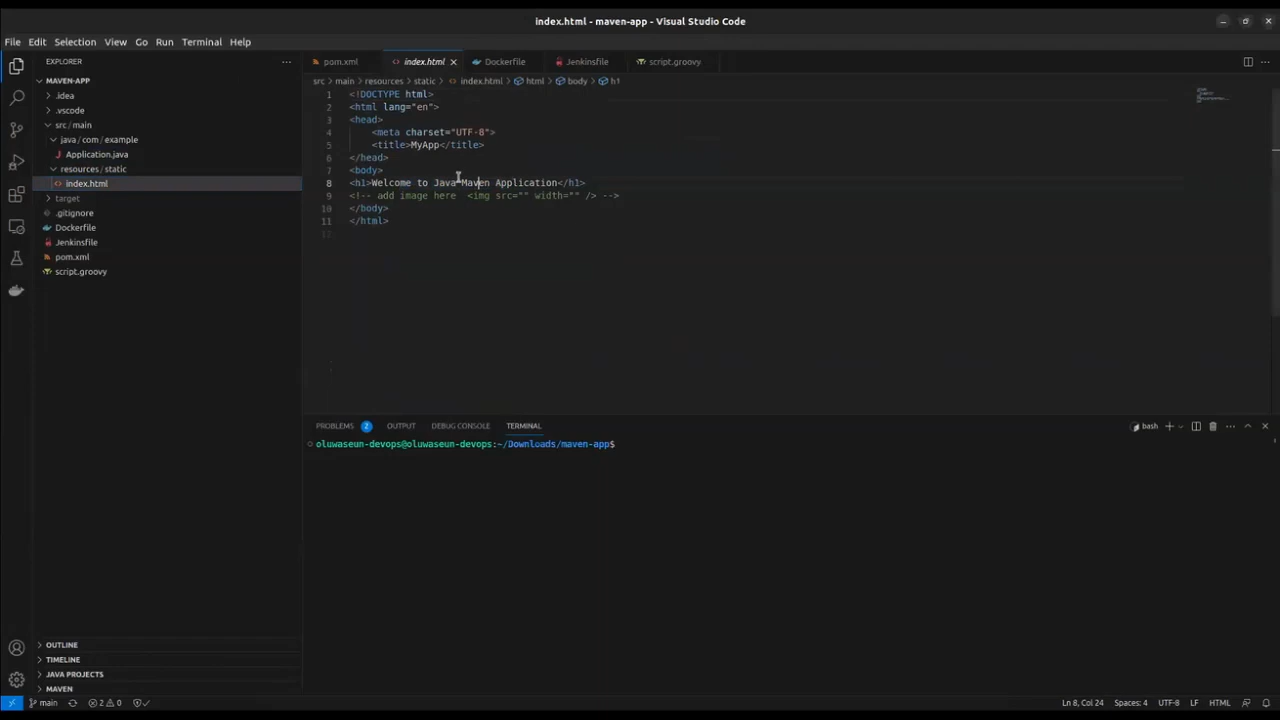 index.html - maven-app - Visual Studio Code
File Edit Selection View Go Run Terminal Help
EXPLORER
MAVEN-APP
.idea
.vscode
src / main
java / com / example
Application.java
resources / static
index.html
target
.gitignore
Dockerfile
Jenkinsfile
pom.xml
script.groovy
OUTLINE
TIMELINE
JAVA PROJECTS
MAVEN
pom.xml index.html Dockerfile Jenkinsfile script.groovy
src > main > resources > static > index.html > html > body > h1
1 <!DOCTYPE html>
2 <html lang="en">
3 <head>
4 <meta charset="UTF-8">
5 <title>MyApp</title>
6 </head>
7 <body>
8 <h1>Welcome to Java Maven Application</h1>
9 <!-- add image here <img src="" width="" /> -->
10 </body>
11 </html>
12
PROBLEMS 2 OUTPUT DEBUG CONSOLE TERMINAL
bash
oluwaseun-devops@oluwaseun-devops:~/Downloads/maven-app$
main 2 0 Ln 8, Col 24 Spaces: 4 UTF-8 LF HTML